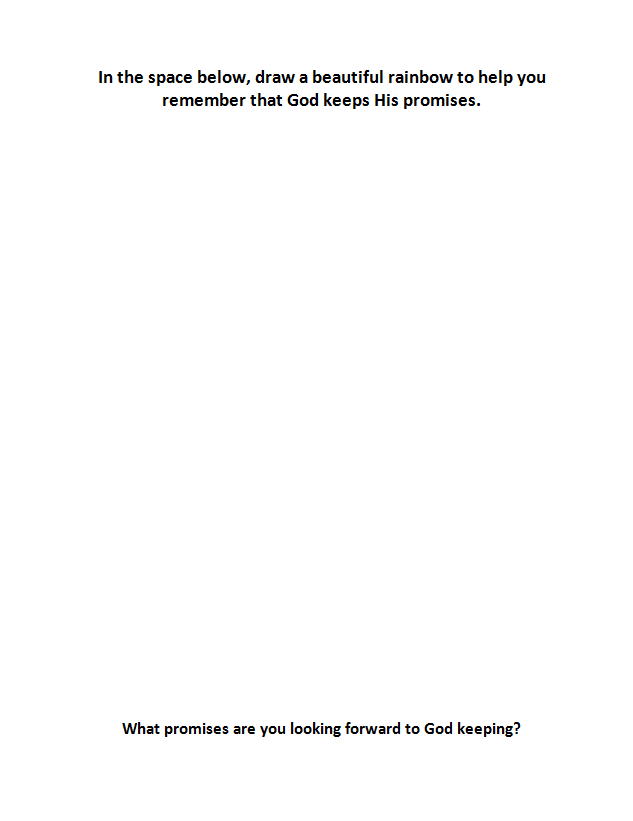 In the space below, draw a beautiful rainbow to help you
remember that God keeps His promises.
What promises are you looking forward to God keeping?